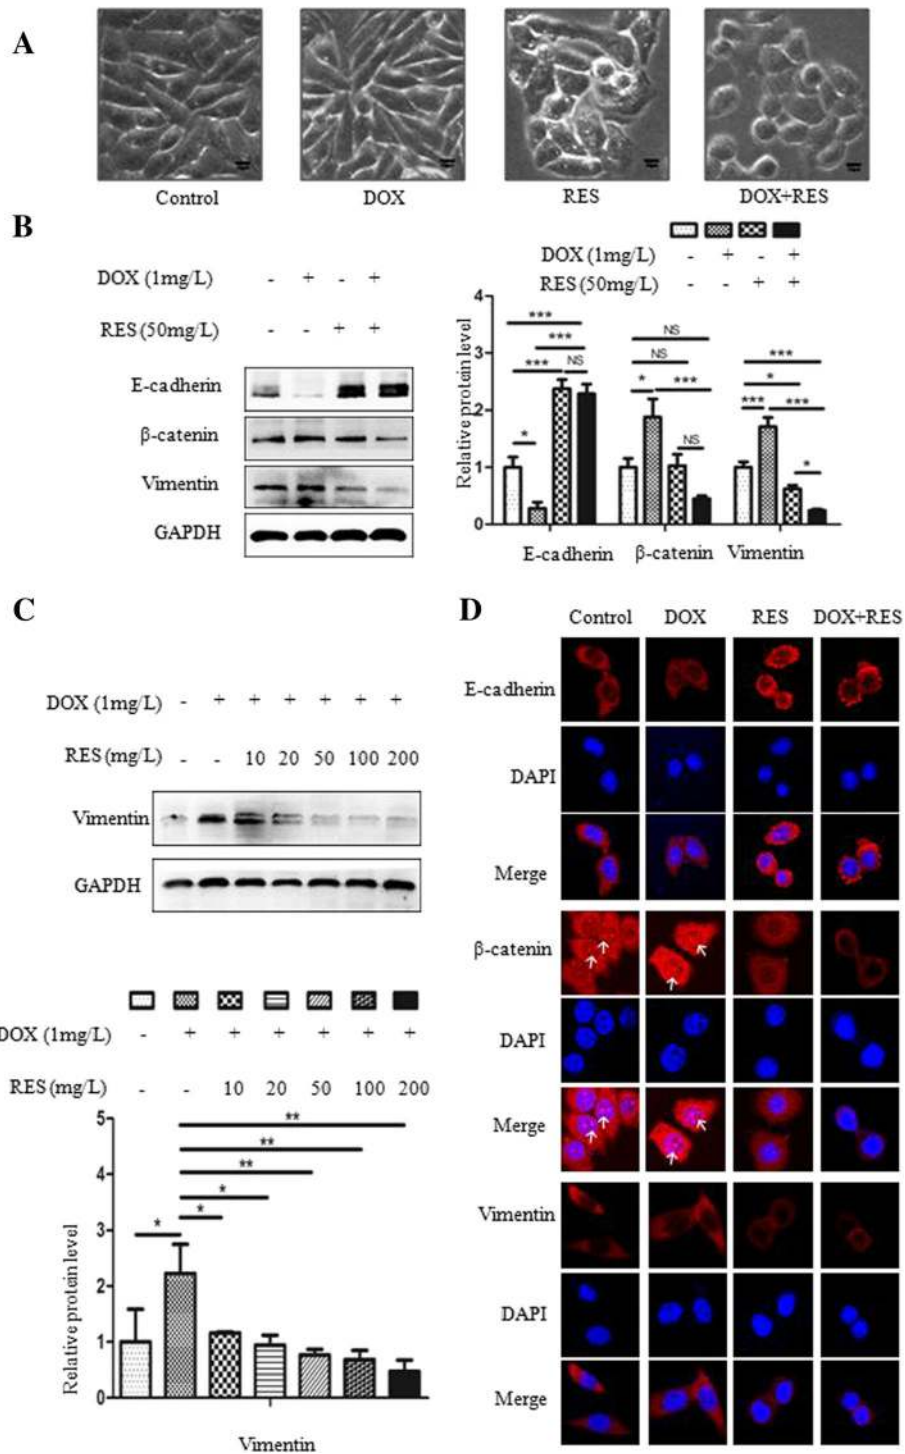 A
Control DOX RES DOX+RES
B
DOX (1mg/L) - + - +
RES (50mg/L) - - + +
E-cadherin
β-catenin
Vimentin
GAPDH
DOX (1mg/L) - + - +
RES (50mg/L) - - + +
Relative protein level
4
3
2
1
0
***
***
*** NS
*
NS
NS
* ***
NS
***
*
*** ***
*
E-cadherin β-catenin Vimentin
C
DOX (1mg/L) - + + + + + +
RES (mg/L) - - 10 20 50 100 200
Vimentin
GAPDH
DOX (1mg/L) - + + + + + +
RES (mg/L) - - 10 20 50 100 200
Relative protein level
5
4
3
2
1
0
**
**
**
*
*
*
Vimentin
D
Control DOX RES DOX+RES
E-cadherin
DAPI
Merge
β-catenin
DAPI
Merge
Vimentin
DAPI
Merge